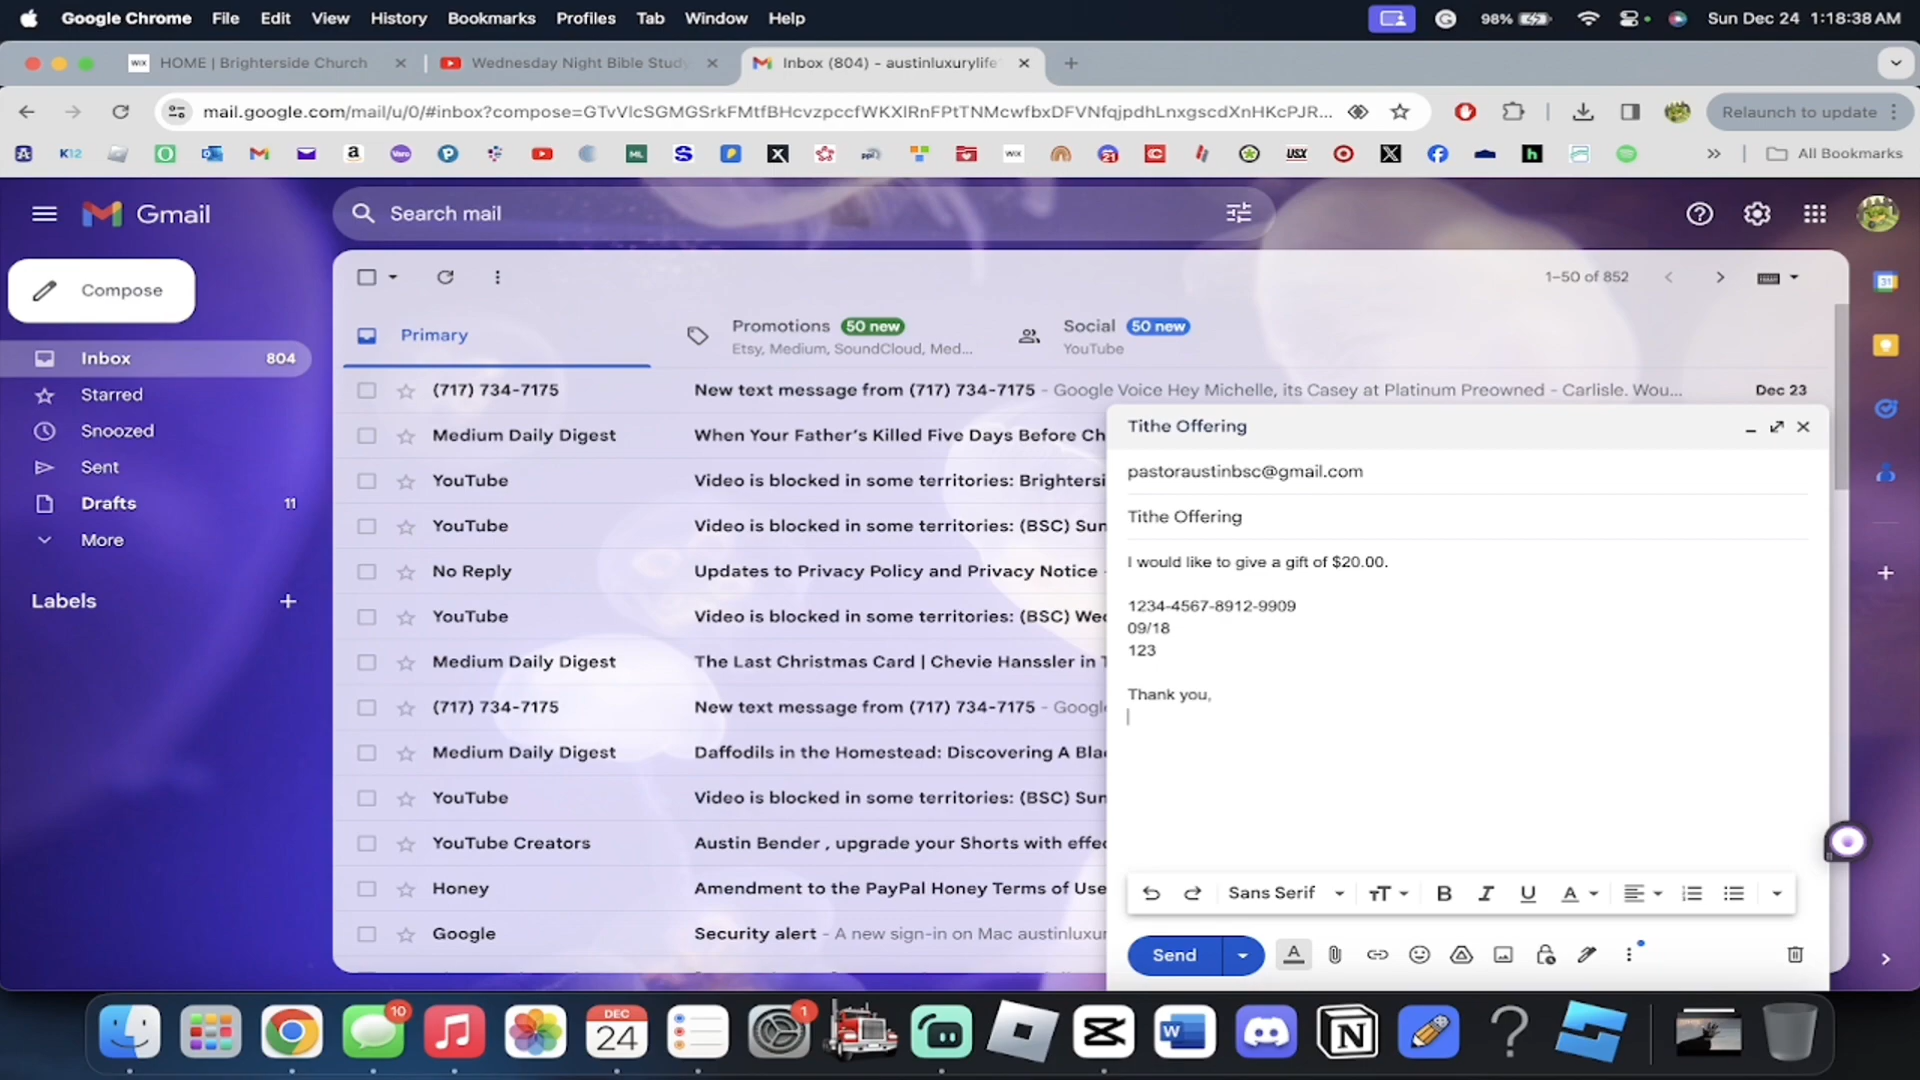 Google Chrome File Edit View History Bookmarks Profiles Tab Window Help 98% Sun Dec 24 1:18:38 AM
HOME | Brighterside Church Wednesday Night Bible Study Inbox (804) - austinluxurylife
mail.google.com/mail/u/0/#inbox?compose=GTvVlcSGMGSrkFMtfBHcvzpccfWKXlRnFPtTNMcwfbxDFVNfqjpdhLnxgscdXnHKcPJR... Relaunch to update
K12 a Varo ML S X WIX 21 USX h All Bookmarks
Gmail Search mail
Compose 1–50 of 852
Primary Promotions 50 new Social 50 new
Etsy, Medium, SoundCloud, Med... YouTube
Inbox 804
Starred
Snoozed
Sent
Drafts 11
More
Labels
(717) 734-7175 New text message from (717) 734-7175 - Google Voice Hey Michelle, its Casey at Platinum Preowned - Carlisle. Wou... Dec 23
Medium Daily Digest When Your Father's Killed Five Days Before Ch
YouTube Video is blocked in some territories: Brightersi
YouTube Video is blocked in some territories: (BSC) Sun
No Reply Updates to Privacy Policy and Privacy Notice -
YouTube Video is blocked in some territories: (BSC) Wed
Medium Daily Digest The Last Christmas Card | Chevie Hanssler in T
(717) 734-7175 New text message from (717) 734-7175 - Google
Medium Daily Digest Daffodils in the Homestead: Discovering A Bla
YouTube Video is blocked in some territories: (BSC) Sun
YouTube Creators Austin Bender , upgrade your Shorts with effec
Honey Amendment to the PayPal Honey Terms of Use
Google Security alert - A new sign-in on Mac austinluxur
Tithe Offering
pastoraustinbsc@gmail.com
Tithe Offering
I would like to give a gift of $20.00.
1234-4567-8912-9909
09/18
123
Thank you,
Sans Serif
Send
10 DEC 24 1